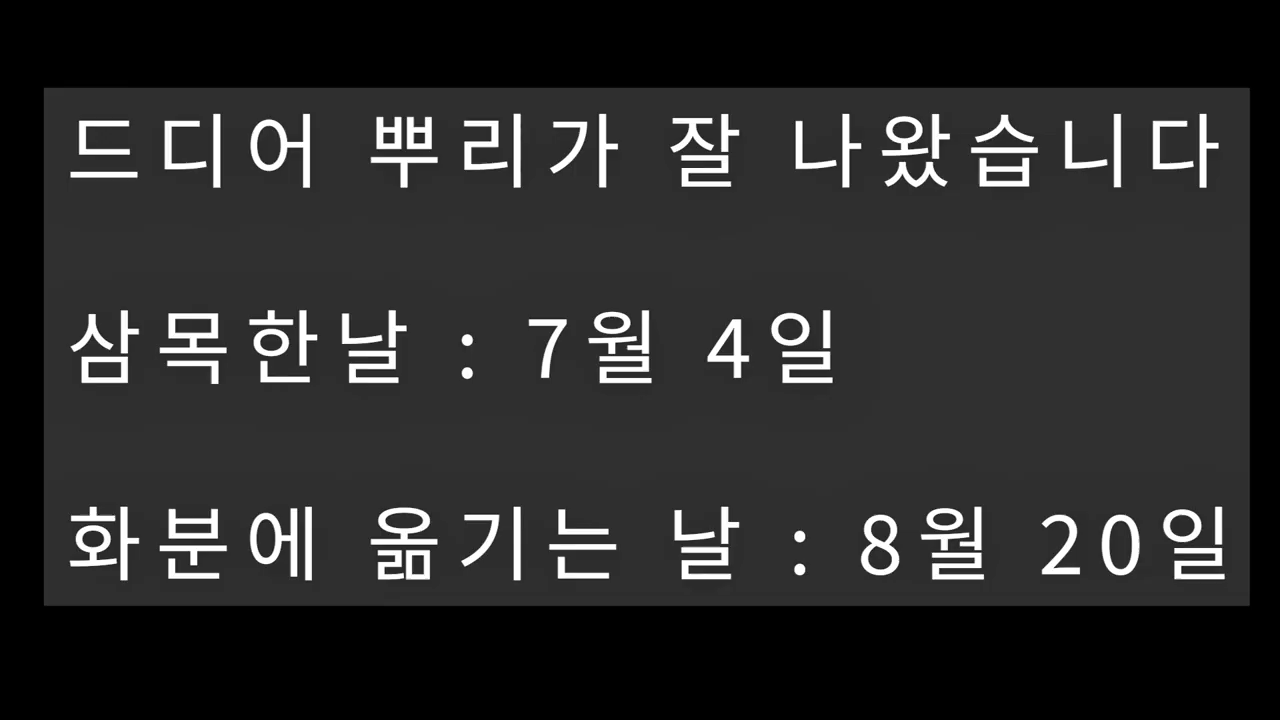 드디어 뿌리가 잘 나왔습니다
삼목한날 : 7월 4일
화분에 옮기는 날 : 8월 20일